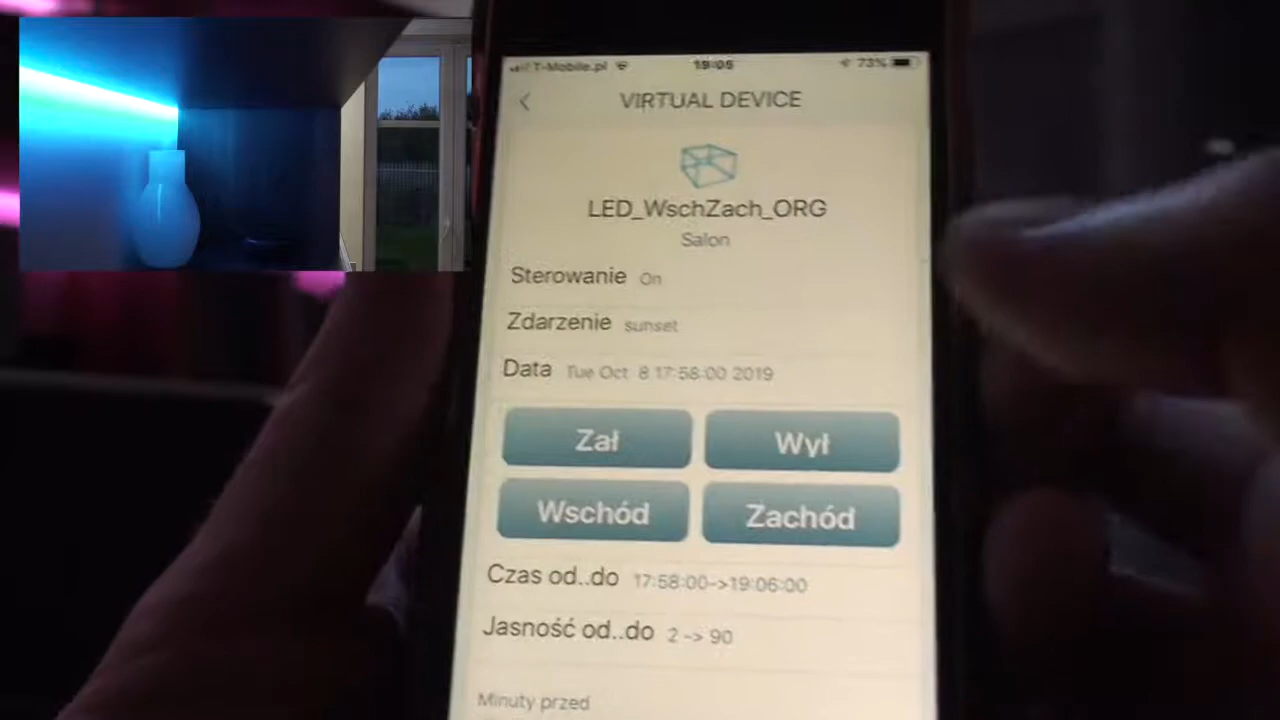 T-Mobile.pl 19:05 73%
VIRTUAL DEVICE
LED_WschZach_ORG
Salon
Sterowanie On
Zdarzenie sunset
Data Tue Oct 8 17:58:00 2019
Zał Wył
Wschód Zachód
Czas od..do 17:58:00->19:06:00
Jasność od..do 2 -> 90
Minuty przed